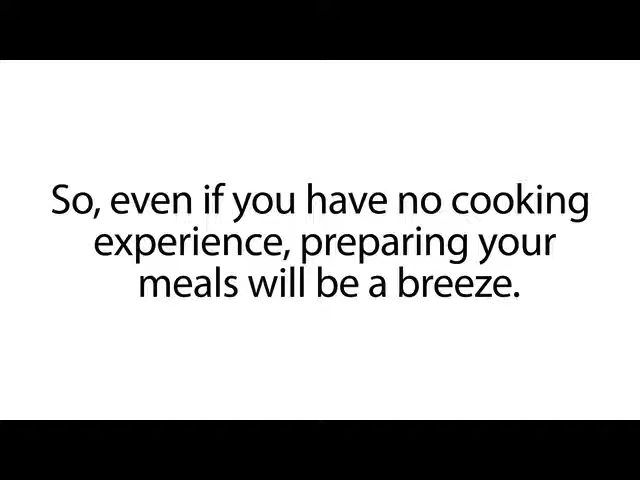 So, even if you have no cooking
experience, preparing your
meals will be a breeze.